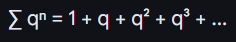 ∑ qⁿ = 1 + q + q² + q³ + ...